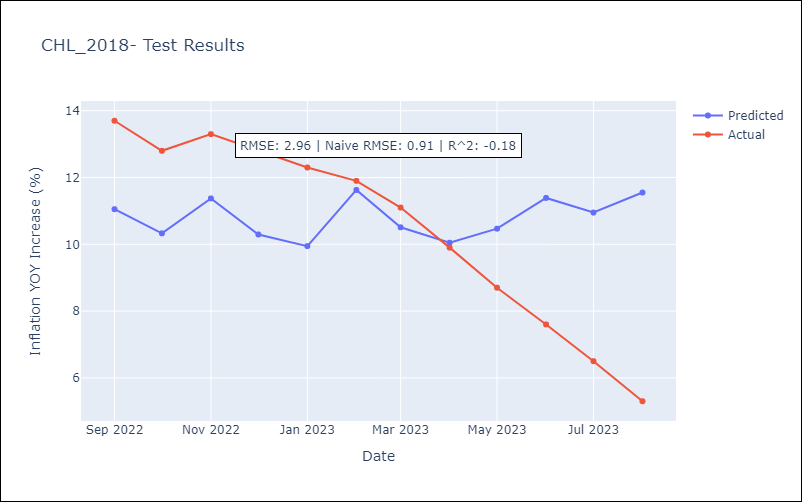 CHL_2018- Test Results
14
12
10
8
6
Inflation YOY Increase (%)
RMSE: 2.96 | Naive RMSE: 0.91 | R^2: -0.18
Predicted
Actual
Sep 2022 Nov 2022 Jan 2023 Mar 2023 May 2023 Jul 2023
Date